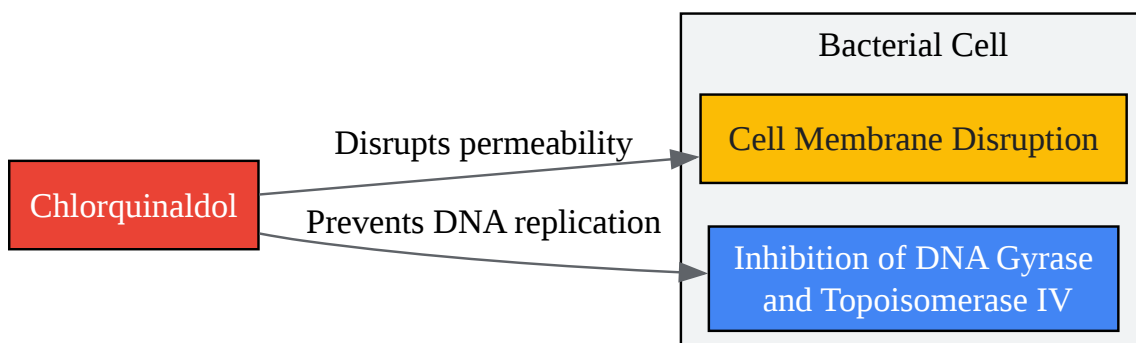 Bacterial Cell
Disrupts permeability
Cell Membrane Disruption
Chlorquinaldol
Prevents DNA replication
Inhibition of DNA Gyrase
and Topoisomerase IV